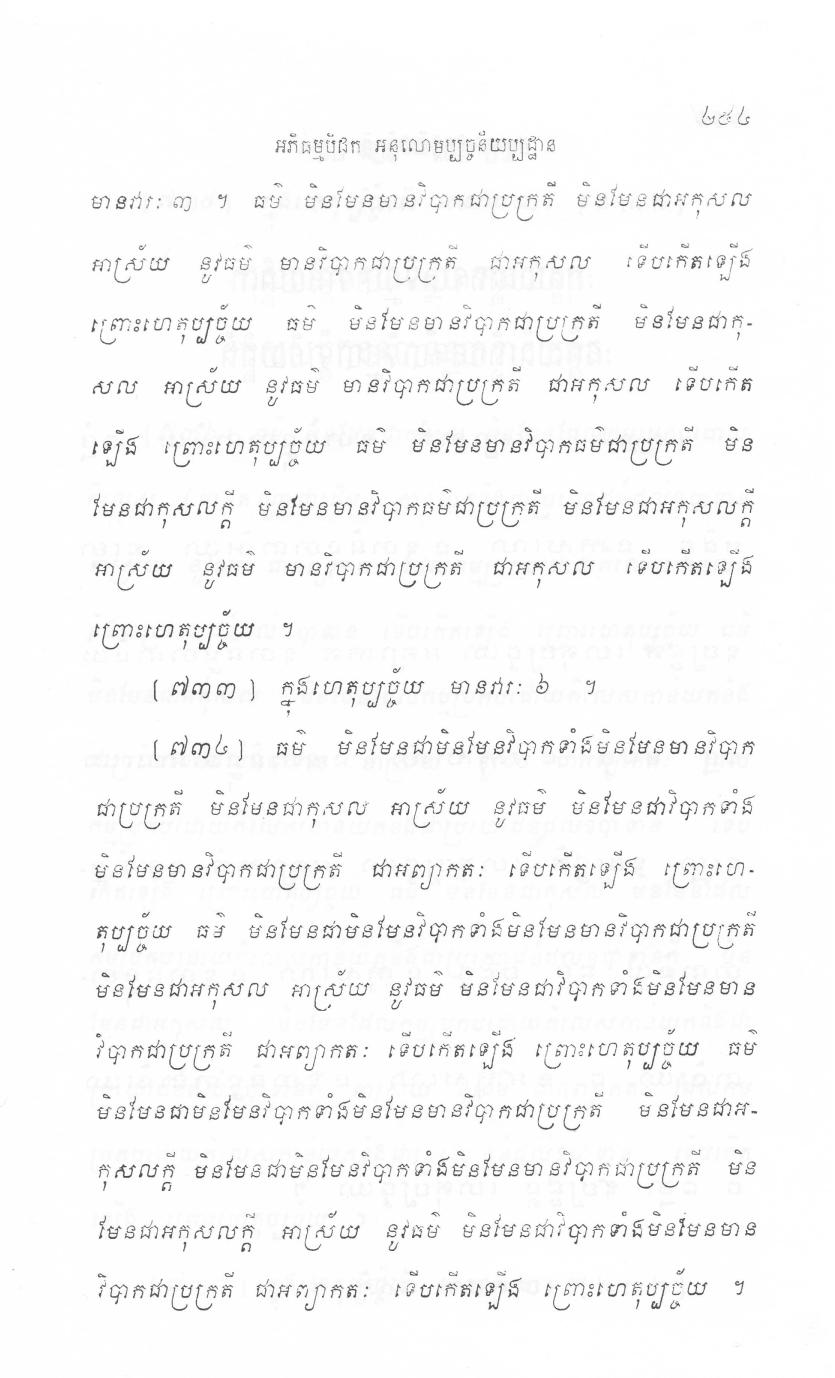 ២៥៤
អភិធម្មបិដក អនុលោមប្បច្ចនីយប្បដ្ឋាន
មានវារៈ ៣ ។ ធម៌ មិនមែនមានវិបាកជាប្រក្រតី មិនមែនជាអកុសល
អាស្រ័យ នូវធម៌ មានវិបាកជាប្រក្រតី ជាអកុសល ទើបកើតឡើង
ព្រោះហេតុប្បច្ច័យ ធម៌ មិនមែនមានវិបាកជាប្រក្រតី មិនមែនជាកុ-
សល អាស្រ័យ នូវធម៌ មានវិបាកជាប្រក្រតី ជាអកុសល ទើបកើត
ឡើង ព្រោះហេតុប្បច្ច័យ ធម៌ មិនមែនមានវិបាកធម៌ជាប្រក្រតី មិន
មែនជាកុសលក្តី មិនមែនមានវិបាកធម៌ជាប្រក្រតី មិនមែនជាអកុសលក្តី
អាស្រ័យ នូវធម៌ មានវិបាកជាប្រក្រតី ជាអកុសល ទើបកើតឡើង
ព្រោះហេតុប្បច្ច័យ ។
[ ៧៣៣ ] ក្នុងហេតុប្បច្ច័យ មានវារៈ ៦ ។
[ ៧៣៤ ] ធម៌ មិនមែនជាមិនមែនវិបាកទាំងមិនមែនមានវិបាក
ជាប្រក្រតី មិនមែនជាកុសល អាស្រ័យ នូវធម៌ មិនមែនជាវិបាកទាំង
មិនមែនមានវិបាកជាប្រក្រតី ជាអព្យាកតៈ ទើបកើតឡើង ព្រោះហេ-
តុប្បច្ច័យ ធម៌ មិនមែនជាមិនមែនវិបាកទាំងមិនមែនមានវិបាកជាប្រក្រតី
មិនមែនជាអកុសល អាស្រ័យ នូវធម៌ មិនមែនជាវិបាកទាំងមិនមែនមាន
វិបាកជាប្រក្រតី ជាអព្យាកតៈ ទើបកើតឡើង ព្រោះហេតុប្បច្ច័យ ធម៌
មិនមែនជាមិនមែនវិបាកទាំងមិនមែនមានវិបាកជាប្រក្រតី មិនមែនជាអ-
កុសលក្តី មិនមែនជាមិនមែនវិបាកទាំងមិនមែនមានវិបាកជាប្រក្រតី មិន
មែនជាអកុសលក្តី អាស្រ័យ នូវធម៌ មិនមែនជាវិបាកទាំងមិនមែនមាន
វិបាកជាប្រក្រតី ជាអព្យាកតៈ ទើបកើតឡើង ព្រោះហេតុប្បច្ច័យ ។